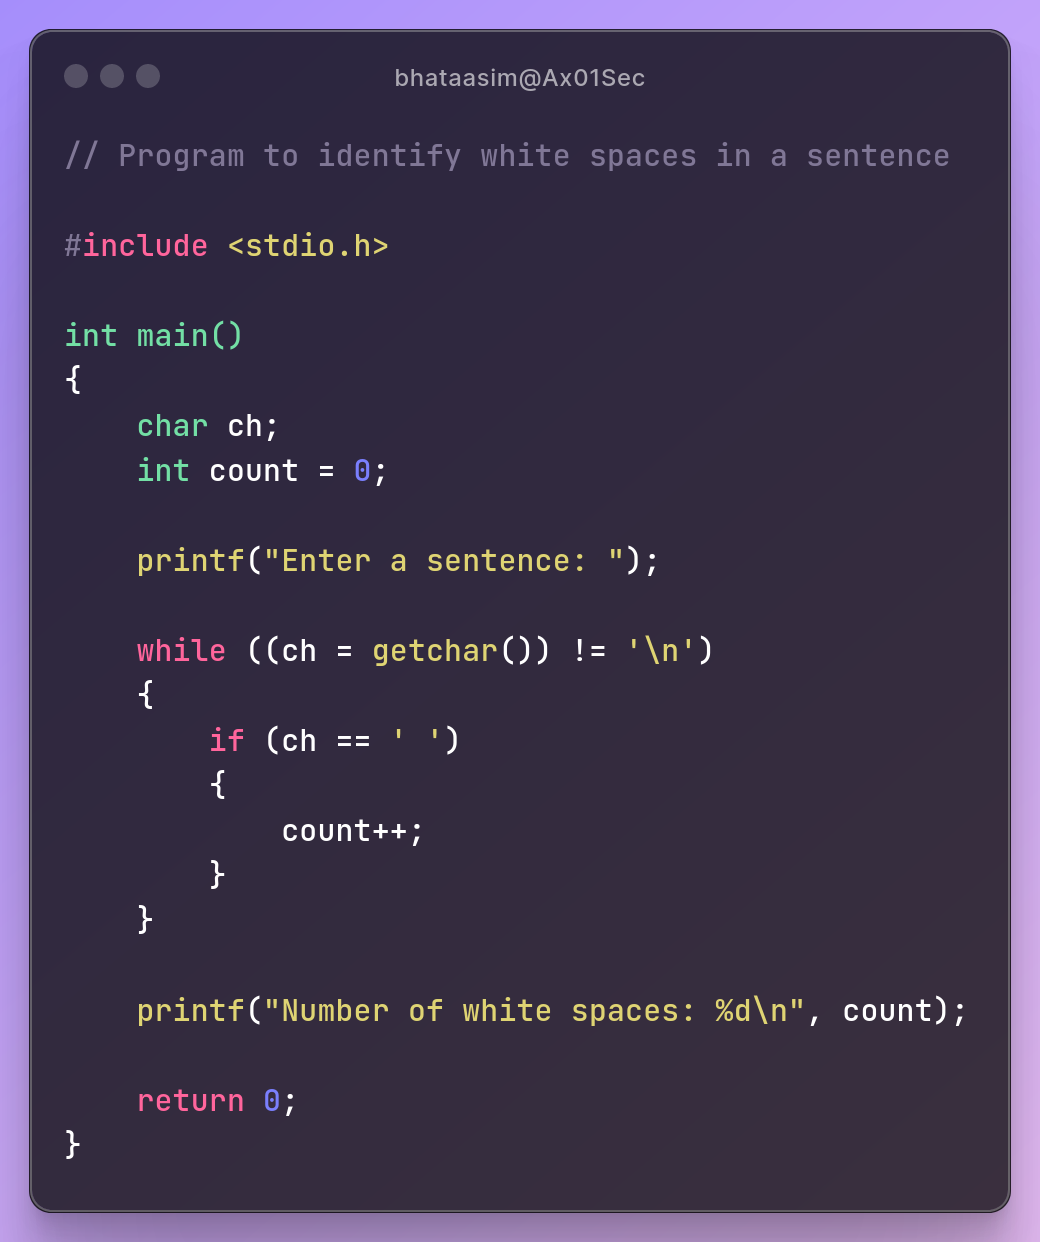 bhataasim@Ax01Sec
// Program to identify white spaces in a sentence
#include <stdio.h>
int main()
{
    char ch;
    int count = 0;
    printf("Enter a sentence: ");
    while ((ch = getchar()) != '\n')
    {
        if (ch == ' ')
        {
            count++;
        }
    }
    printf("Number of white spaces: %d\n", count);
    return 0;
}